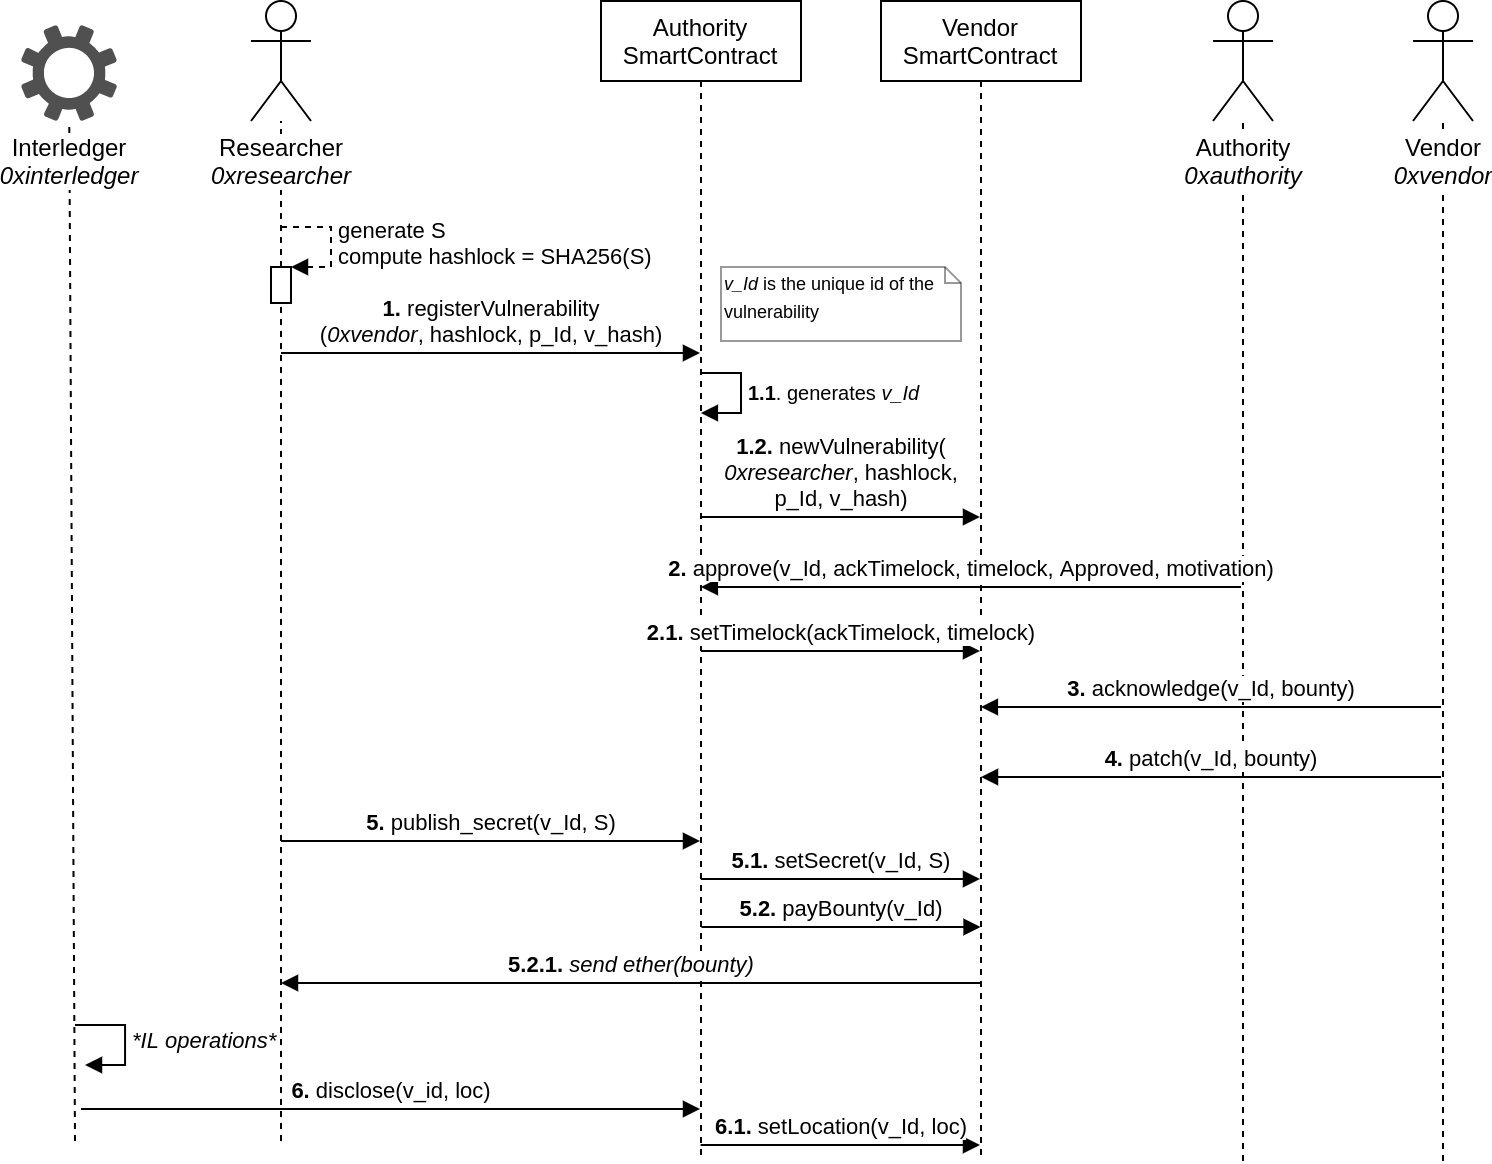 Authority
SmartContract
Vendor
SmartContract
Interledger
0xinterledger
Researcher
0xresearcher
Authority
0xauthority
Vendor
0xvendor
generate S
compute hashlock = SHA256(S)
v_Id is the unique id of the
vulnerability
1. registerVulnerability
(0xvendor, hashlock, p_Id, v_hash)
1.1. generates v_Id
1.2. newVulnerability(
0xresearcher, hashlock,
p_Id, v_hash)
2. approve(v_Id, ackTimelock, timelock, Approved, motivation)
2.1. setTimelock(ackTimelock, timelock)
3. acknowledge(v_Id, bounty)
4. patch(v_Id, bounty)
5. publish_secret(v_Id, S)
5.1. setSecret(v_Id, S)
5.2. payBounty(v_Id)
5.2.1. send ether(bounty)
*IL operations*
6. disclose(v_id, loc)
6.1. setLocation(v_Id, loc)